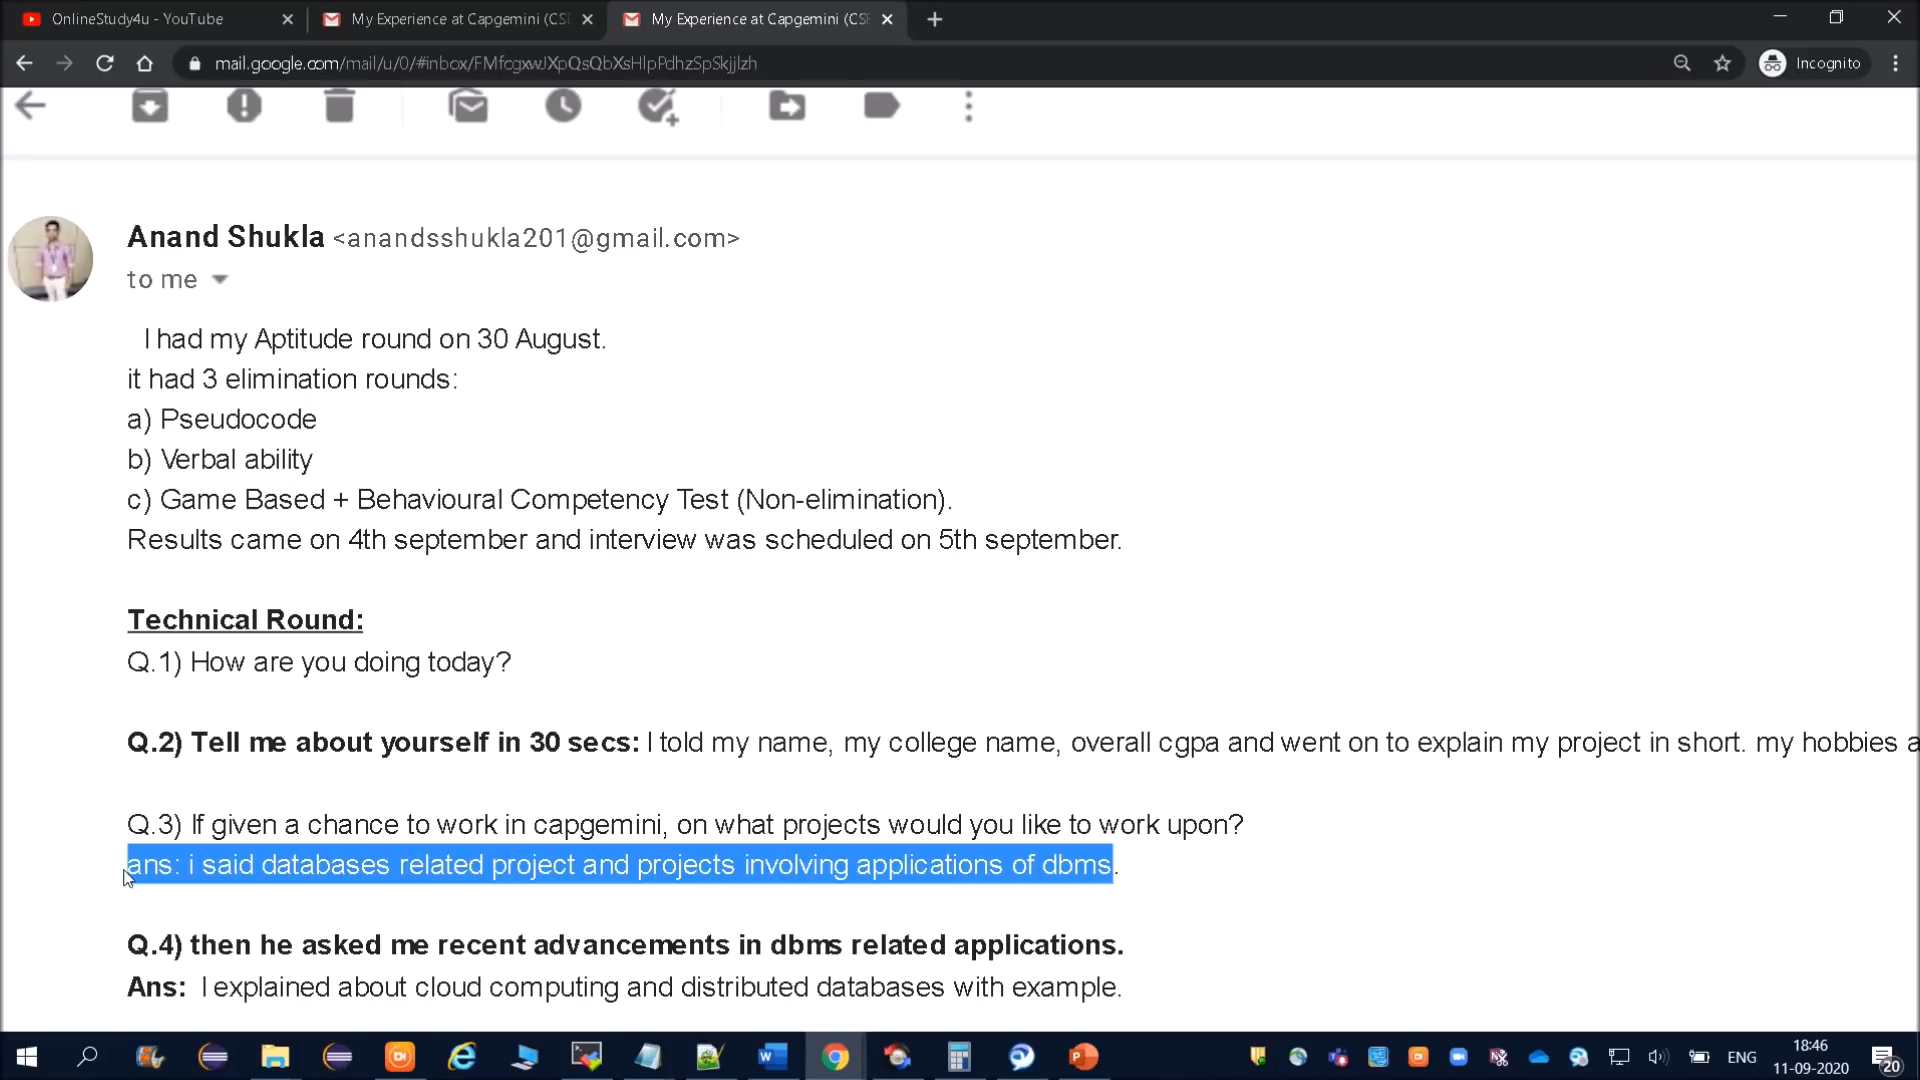 OnlineStudy4u - YouTube
My Experience at Capgemini (CSE
My Experience at Capgemini (CSE
mail.google.com/mail/u/0/#inbox/FMfcgxwJXpQsQbXsHlpPdhzSpSkjjlzh
Incognito
Anand Shukla <anandsshukla201@gmail.com>
to me
I had my Aptitude round on 30 August.
it had 3 elimination rounds:
a) Pseudocode
b) Verbal ability
c) Game Based + Behavioural Competency Test (Non-elimination).
Results came on 4th september and interview was scheduled on 5th september.
Technical Round:
Q.1) How are you doing today?
Q.2) Tell me about yourself in 30 secs: I told my name, my college name, overall cgpa and went on to explain my project in short. my hobbies a
Q.3) If given a chance to work in capgemini, on what projects would you like to work upon?
ans: i said databases related project and projects involving applications of dbms.
Q.4) then he asked me recent advancements in dbms related applications.
Ans: I explained about cloud computing and distributed databases with example.
ENG
18:46
11-09-2020
20